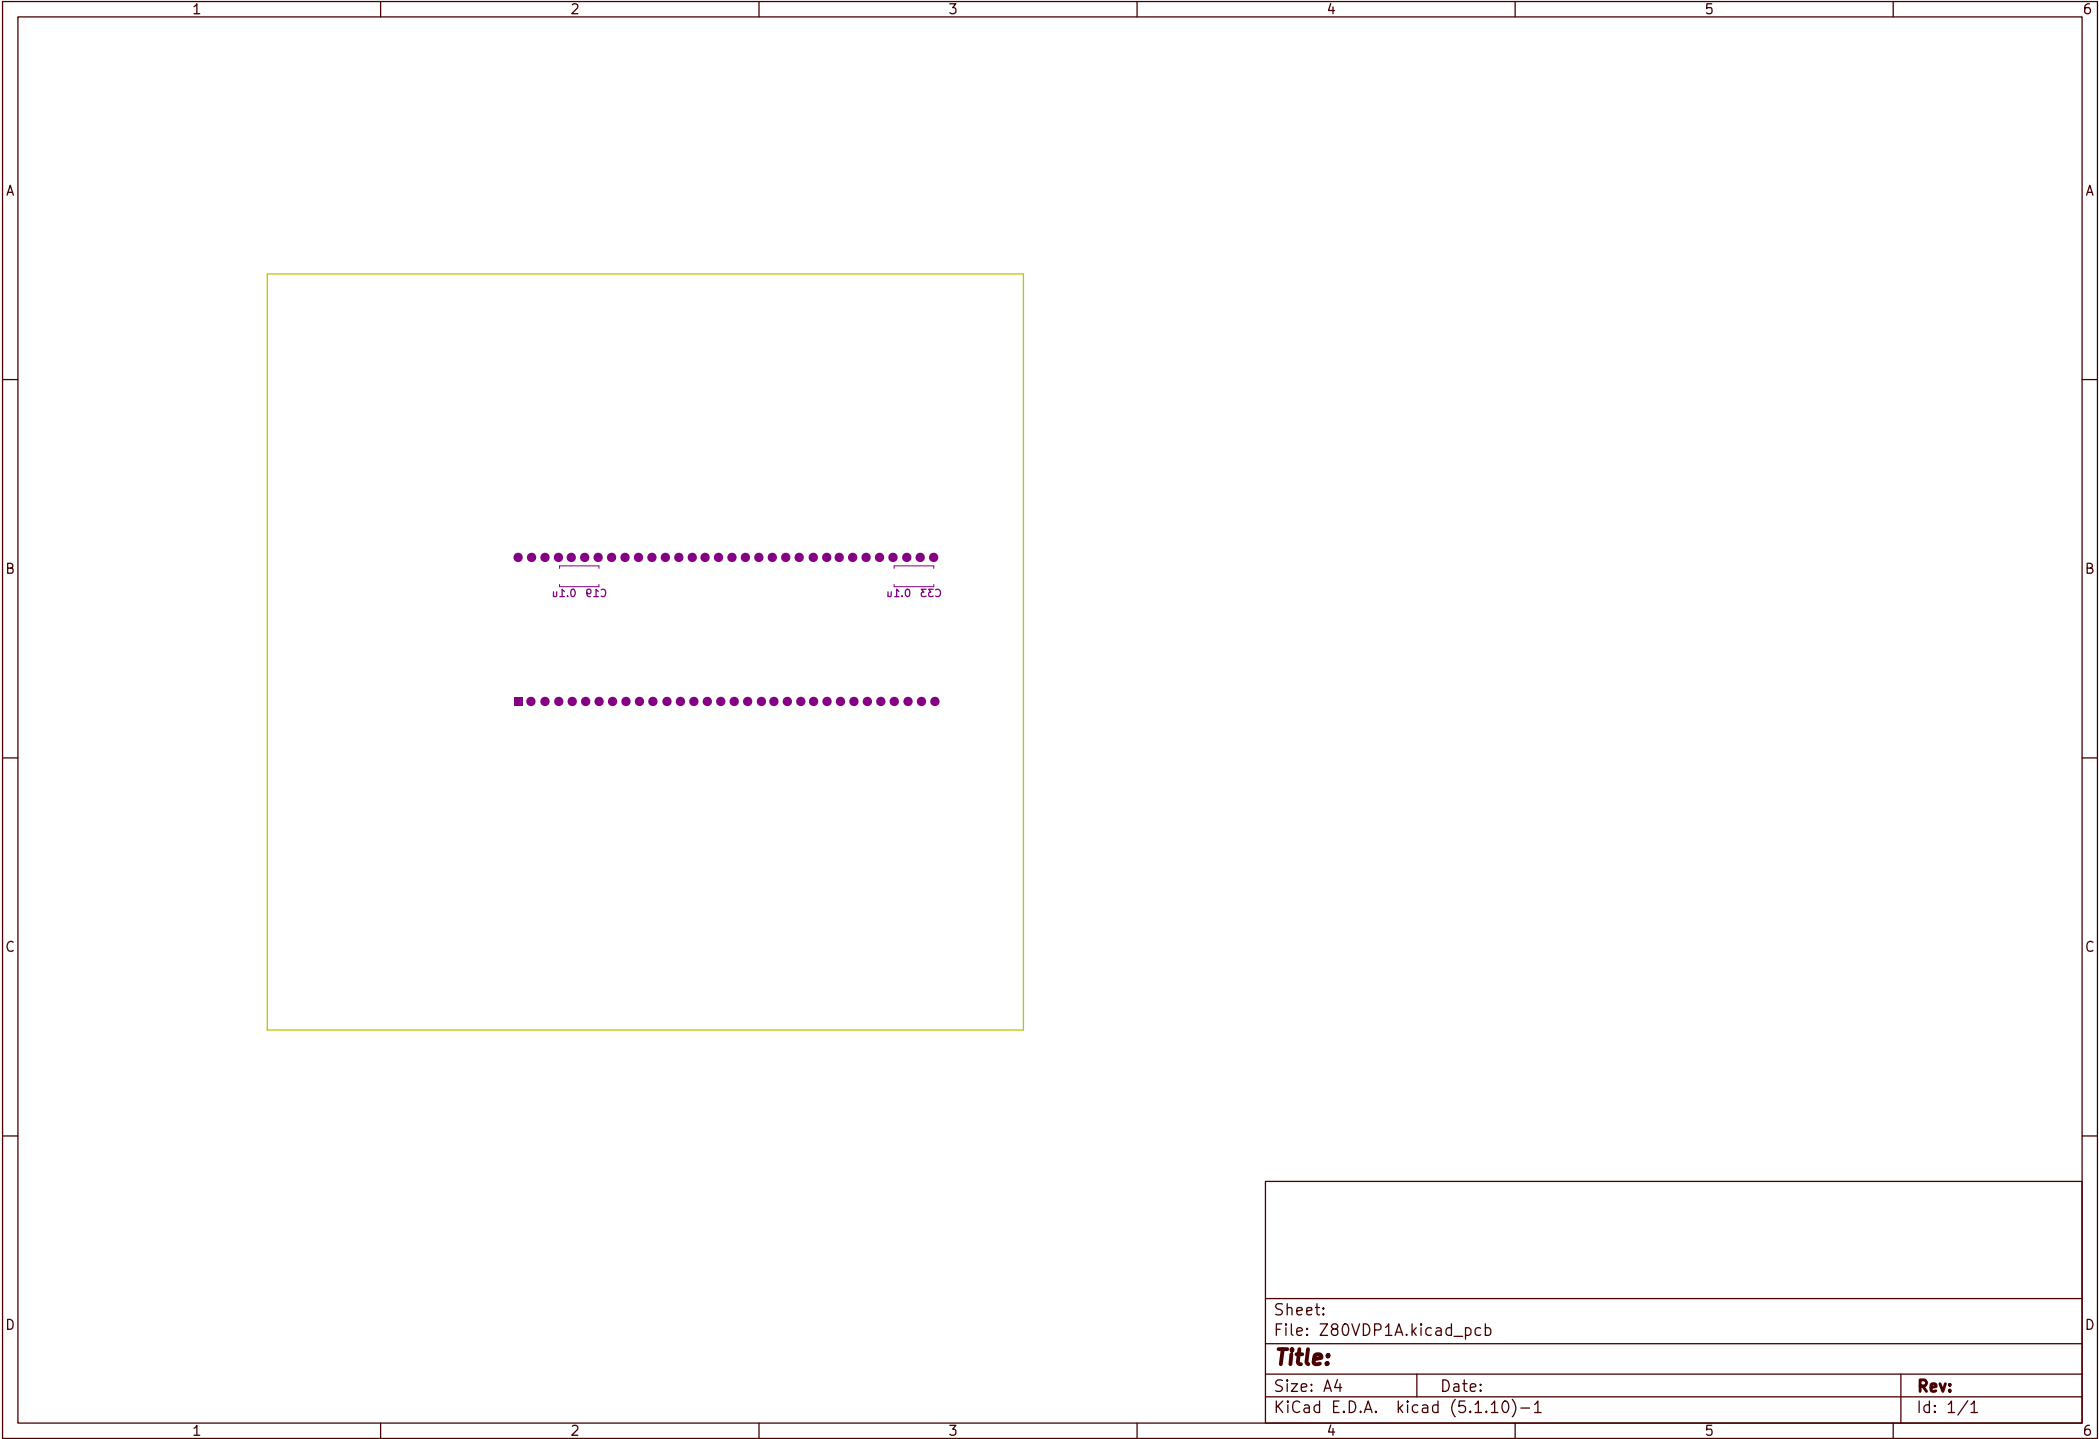 1 2 3 4 5 6
A A
B B
C19 0.1u C33 0.1u
C C
Sheet:
File: Z80VDP1A.kicad_pcb
D D
Title:
Size: A4 Date: Rev:
KiCad E.D.A. kicad (5.1.10)-1 Id: 1/1
1 2 3 4 5 6